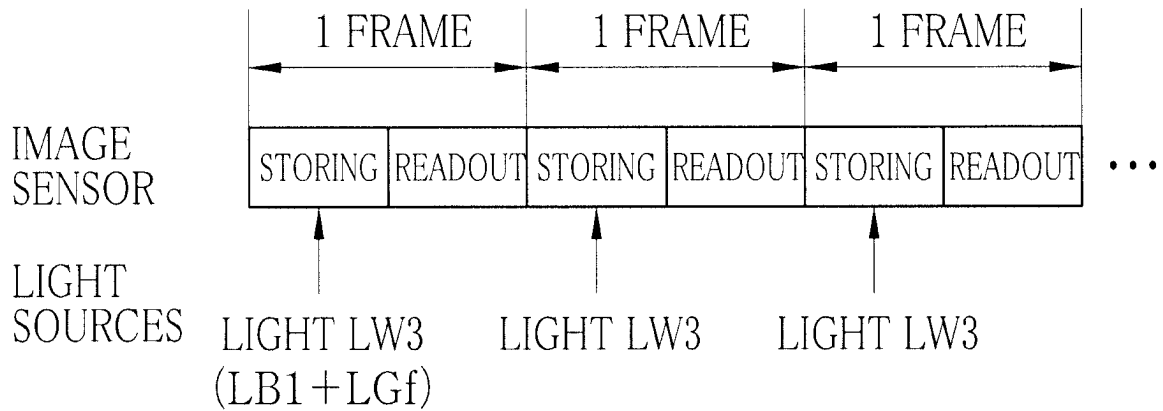 1 FRAME 1 FRAME 1 FRAME
IMAGE
SENSOR
STORING READOUT STORING READOUT STORING READOUT ...
LIGHT
SOURCES
LIGHT LW3 LIGHT LW3 LIGHT LW3
(LB1+LGf)